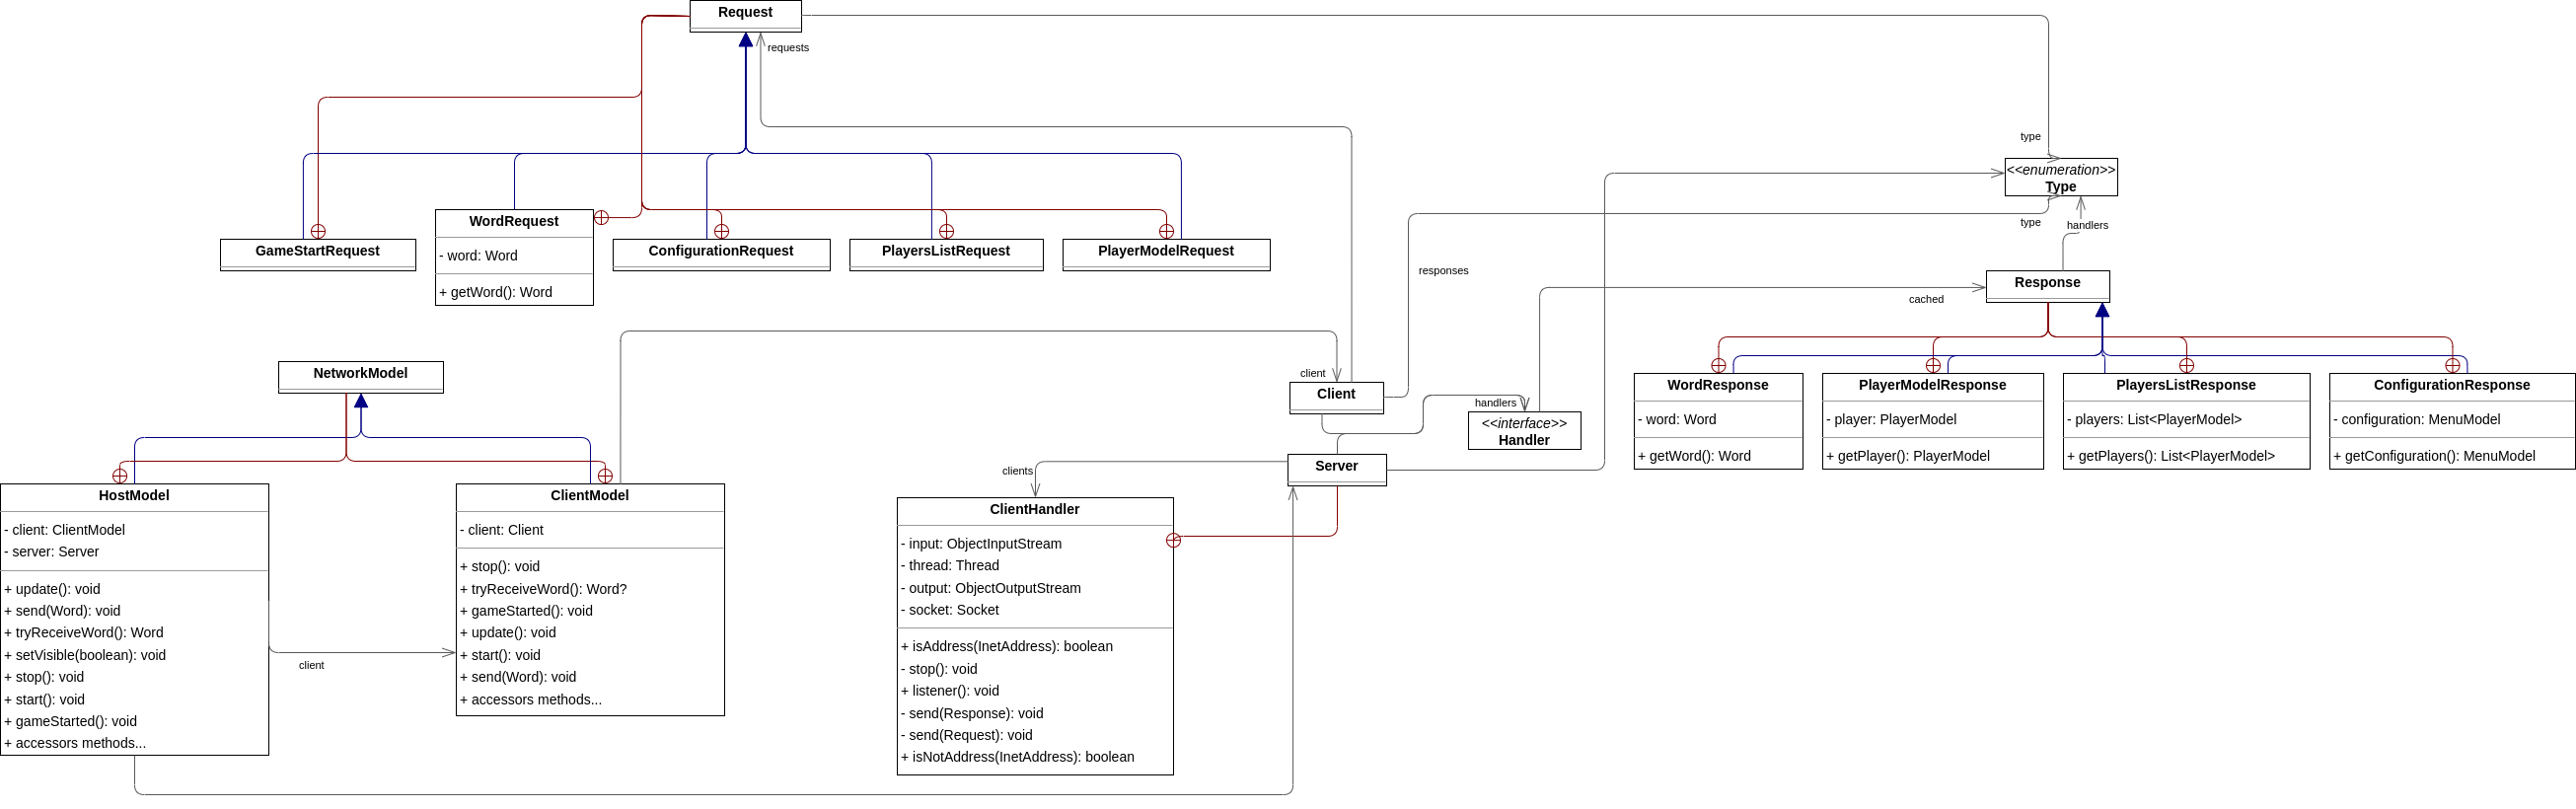 Request
requests
type
<<enumeration>>
Type
type
handlers
WordRequest
- word: Word
+ getWord(): Word
GameStartRequest
ConfigurationRequest
PlayersListRequest
PlayerModelRequest
responses
Response
cached
NetworkModel
client
Client
handlers
<<interface>>
Handler
WordResponse
- word: Word
+ getWord(): Word
PlayerModelResponse
- player: PlayerModel
+ getPlayer(): PlayerModel
PlayersListResponse
- players: List<PlayerModel>
+ getPlayers(): List<PlayerModel>
ConfigurationResponse
- configuration: MenuModel
+ getConfiguration(): MenuModel
Server
clients
HostModel
- client: ClientModel
- server: Server
+ update(): void
+ send(Word): void
+ tryReceiveWord(): Word
+ setVisible(boolean): void
+ stop(): void
+ start(): void
+ gameStarted(): void
+ accessors methods...
client
ClientModel
- client: Client
+ stop(): void
+ tryReceiveWord(): Word?
+ gameStarted(): void
+ update(): void
+ start(): void
+ send(Word): void
+ accessors methods...
ClientHandler
- input: ObjectInputStream
- thread: Thread
- output: ObjectOutputStream
- socket: Socket
+ isAddress(InetAddress): boolean
- stop(): void
+ listener(): void
- send(Response): void
- send(Request): void
+ isNotAddress(InetAddress): boolean